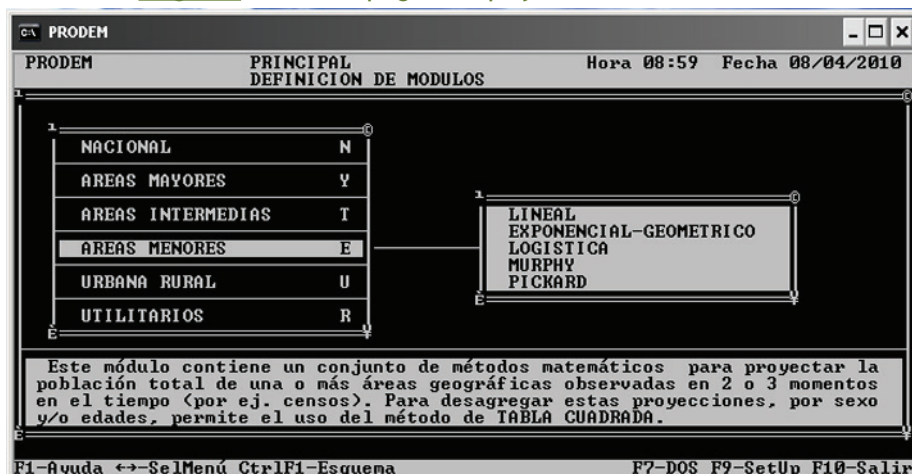 PRODEM
PRODEM PRINCIPAL Hora 08:59 Fecha 08/04/2010
DEFINICION DE MODULOS
NACIONAL N
AREAS MAYORES Y
AREAS INTERMEDIAS T
AREAS MENORES E
URBANA RURAL U
UTILITARIOS R
LINEAL
EXPONENCIAL-GEOMETRICO
LOGISTICA
MURPHY
PICKARD
Este módulo contiene un conjunto de métodos matemáticos para proyectar la
población total de una o más áreas geográficas observadas en 2 o 3 momentos
en el tiempo (por ej. censos). Para desagregar estas proyecciones, por sexo
y/o edades, permite el uso del método de TABLA CUADRADA.
F1-Ayuda ↔-SelMenú CtrlF1-Esquema F7-DOS F9-SetUp F10-Salir